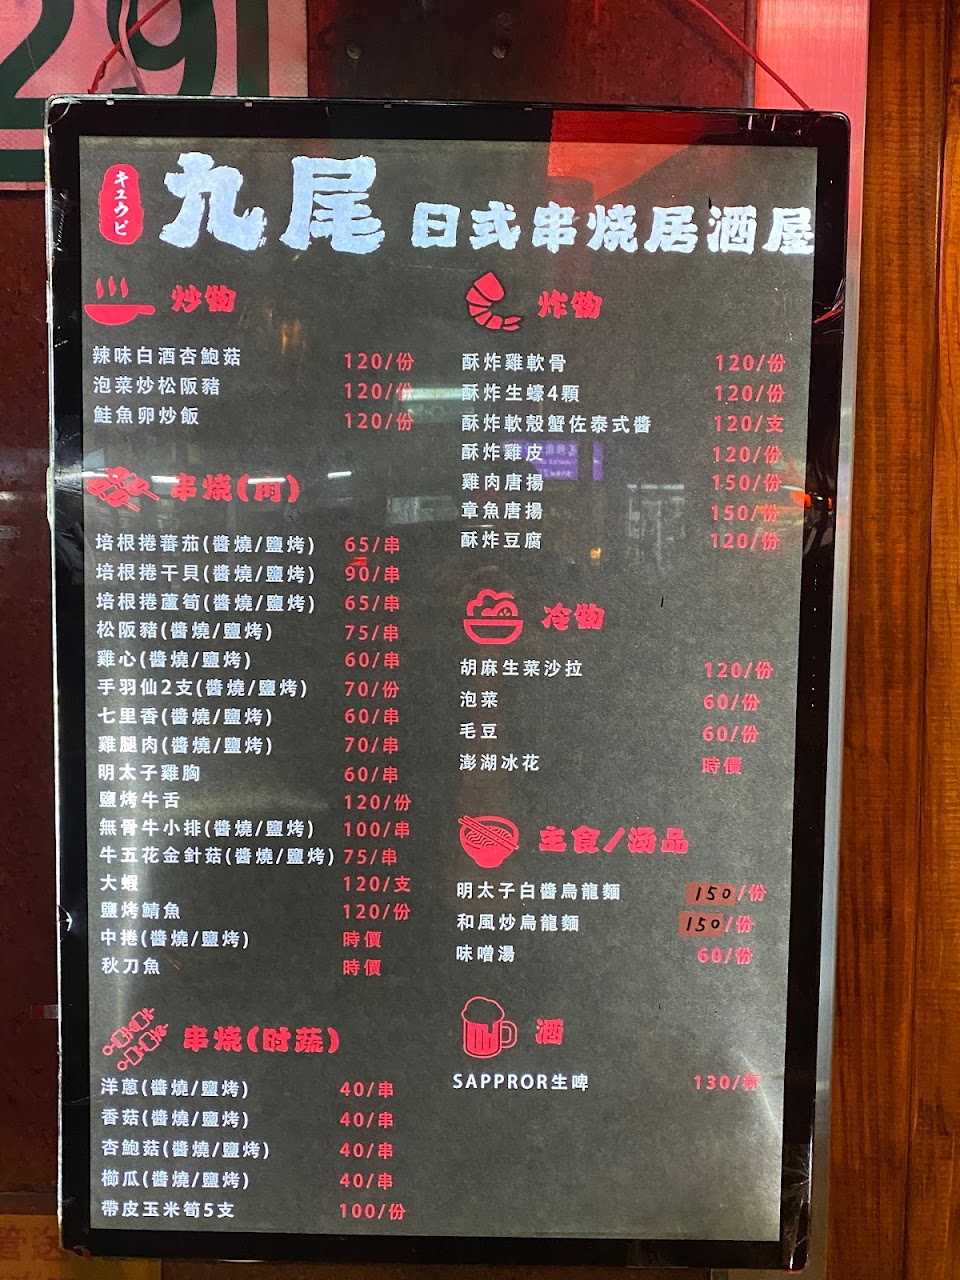 291
キュウピ
九尾 日式串烧居酒屋
炒物
辣味白酒杏鮑菇 120/份
泡菜炒松阪豬 120/份
鮭魚卵炒飯 120/份
串烧(肉)
培根捲蕃茄(醬燒/鹽烤) 65/串
培根捲干貝(醬燒/鹽烤) 90/串
培根捲蘆筍(醬燒/鹽烤) 65/串
松阪豬(醬燒/鹽烤) 75/串
雞心(醬燒/鹽烤) 60/串
手羽仙2支(醬燒/鹽烤) 70/份
七里香(醬燒/鹽烤) 60/串
雞腿肉(醬燒/鹽烤) 70/串
明太子雞胸 60/串
鹽烤牛舌 120/份
無骨牛小排(醬燒/鹽烤) 100/串
牛五花金針菇(醬燒/鹽烤) 75/串
大蝦 120/支
鹽烤鯖魚 120/份
中捲(醬燒/鹽烤) 時價
秋刀魚 時價
串烧(时蔬)
洋蔥(醬燒/鹽烤) 40/串
香菇(醬燒/鹽烤) 40/串
杏鮑菇(醬燒/鹽烤) 40/串
櫛瓜(醬燒/鹽烤) 40/串
帶皮玉米筍5支 100/份
炸物
酥炸雞軟骨 120/份
酥炸生蠔4顆 120/份
酥炸軟殼蟹佐泰式醬 120/支
酥炸雞皮 120/份
雞肉唐揚 150/份
章魚唐揚 150/份
酥炸豆腐 120/份
冷物
胡麻生菜沙拉 120/份
泡菜 60/份
毛豆 60/份
澎湖冰花 時價
主食/汤品
明太子白醬烏龍麵 150/份
和風炒烏龍麵 150/份
味噌湯 60/份
酒
SAPPROR生啤 130/杯